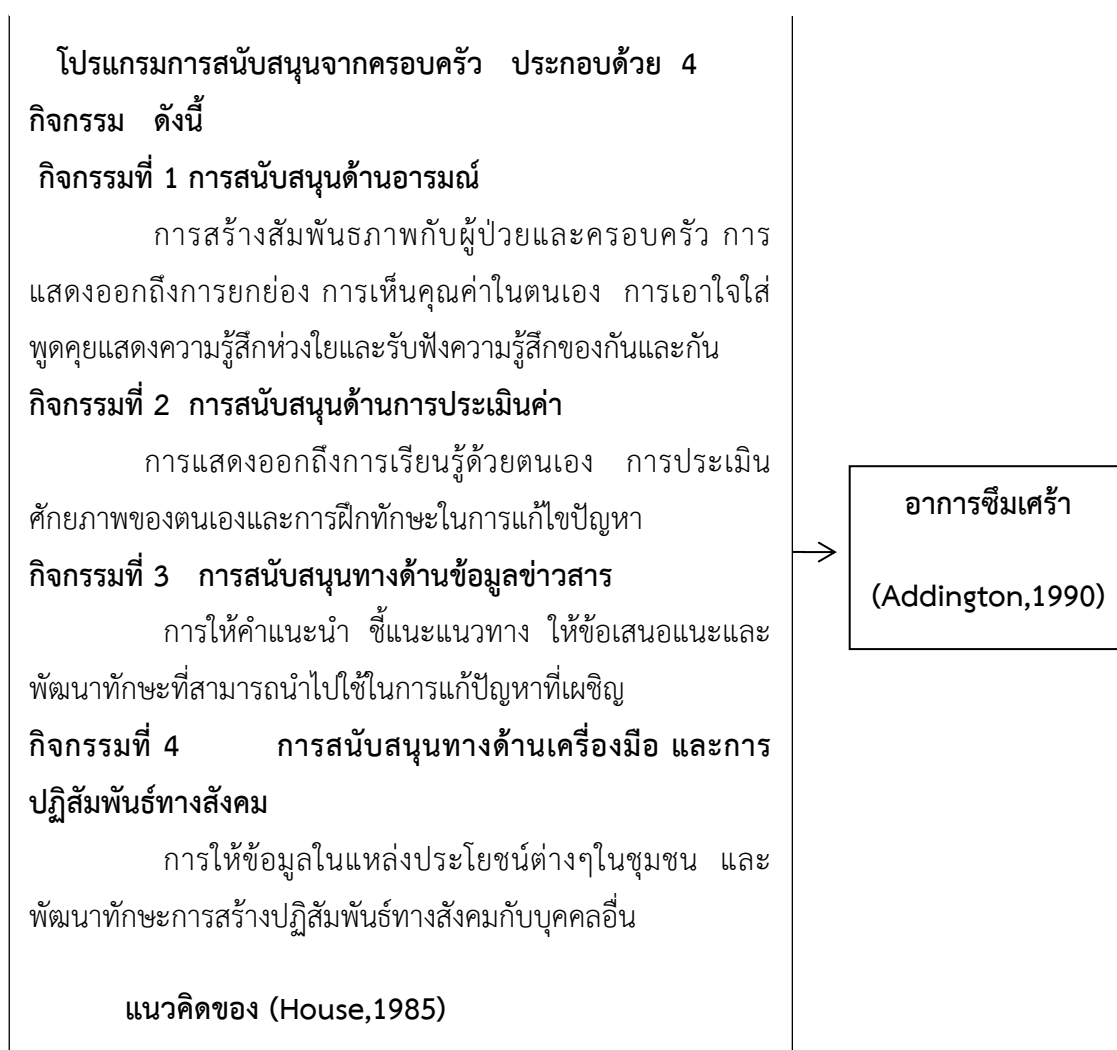 โปรแกรมการสนับสนุนจากครอบครัว ประกอบด้วย 4
กิจกรรม ดังนี้
กิจกรรมที่ 1 การสนับสนุนด้านอารมณ์
การสร้างสัมพันธภาพกับผู้ป่วยและครอบครัว การ
แสดงออกถึงการยกย่อง การเห็นคุณค่าในตนเอง การเอาใจใส่
พูดคุยแสดงความรู้สึกห่วงใยและรับฟังความรู้สึกของกันและกัน
กิจกรรมที่ 2 การสนับสนุนด้านการประเมินค่า
การแสดงออกถึงการเรียนรู้ด้วยตนเอง การประเมิน
ศักยภาพของตนเองและการฝึกทักษะในการแก้ไขปัญหา
กิจกรรมที่ 3 การสนับสนุนทางด้านข้อมูลข่าวสาร
การให้คำแนะนำ ชี้แนะแนวทาง ให้ข้อเสนอแนะและ
พัฒนาทักษะที่สามารถนำไปใช้ในการแก้ปัญหาที่เผชิญ
กิจกรรมที่ 4 การสนับสนุนทางด้านเครื่องมือ และการ
ปฏิสัมพันธ์ทางสังคม
การให้ข้อมูลในแหล่งประโยชน์ต่างๆในชุมชน และ
พัฒนาทักษะการสร้างปฏิสัมพันธ์ทางสังคมกับบุคคลอื่น
แนวคิดของ (House,1985)
อาการซึมเศร้า
(Addington,1990)